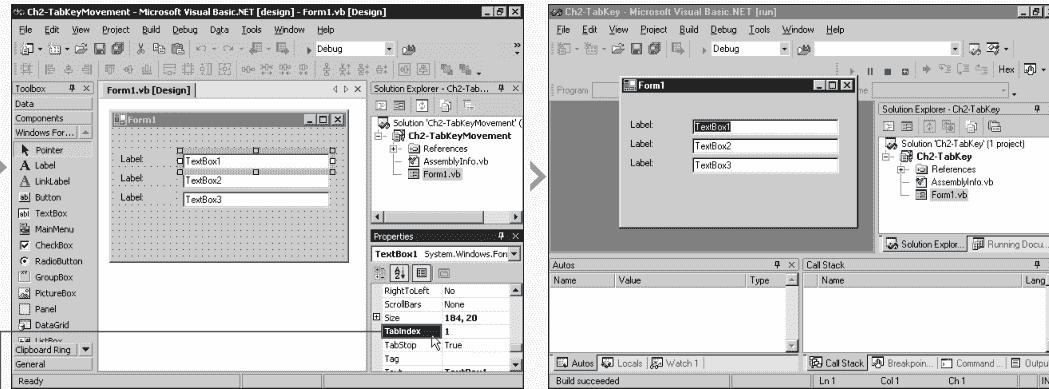 Ch2-TabKeyMovement - Microsoft Visual Basic.NET [design] - Form1.vb [Design]
File Edit View Project Build Debug Data Tools Window Help
Debug
Toolbox
Data
Components
Windows For...
Pointer
Label
LinkLabel
Button
TextBox
MainMenu
CheckBox
RadioButton
GroupBox
PictureBox
Panel
DataGrid
ListBox
Clipboard Ring
General
Ready
Form1.vb [Design]
Form1
Label: TextBox1
Label: TextBox2
Label: TextBox3
Solution Explorer - Ch2-Tab...
Solution 'Ch2-TabKeyMovement' (
Ch2-TabKeyMovement
References
AssemblyInfo.vb
Form1.vb
Properties
TextBox1 System.Windows.Forn
RightToLeft No
ScrollBars None
Size 184, 20
TabIndex 1
TabStop True
Tag
Text TextBox1
Ch2-TabKey - Microsoft Visual Basic.NET [run]
File Edit View Project Build Debug Tools Window Help
Debug
Hex
Program
Form1
Label: TextBox1
Label: TextBox2
Label: TextBox3
Solution Explorer - Ch2-TabKey
Solution 'Ch2-TabKey' (1 project)
Ch2-TabKey
References
AssemblyInfo.vb
Form1.vb
Solution Explor... Running Docu...
Autos
Name Value Type
Autos Locals Watch 1
Call Stack
Name Lang
Call Stack Breakpoin... Command... Outpu
Build succeeded Ln 1 Col 1 Ch 1 IN